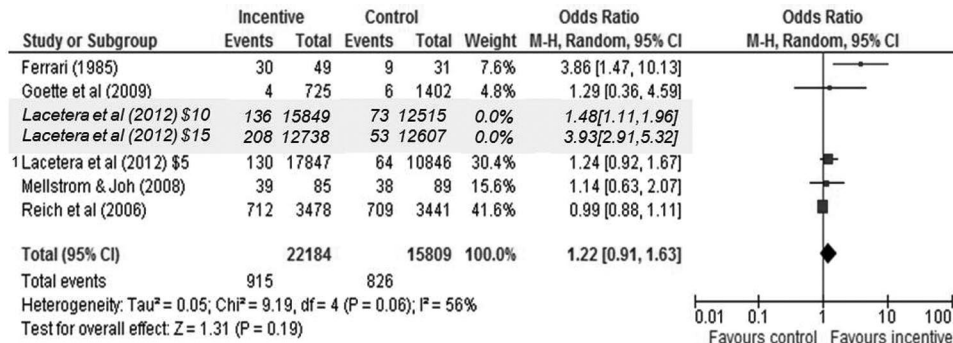 Incentive Control Odds Ratio Odds Ratio
Study or Subgroup Events Total Events Total Weight M-H, Random, 95% CI M-H, Random, 95% CI
Ferrari (1985) 30 49 9 31 7.6% 3.86 [1.47, 10.13]
Goette et al (2009) 4 725 6 1402 4.8% 1.29 [0.36, 4.59]
Lacetera et al (2012) $10 136 15849 73 12515 0.0% 1.48[1.11,1.96]
Lacetera et al (2012) $15 208 12738 53 12607 0.0% 3.93[2.91,5.32]
1 Lacetera et al (2012) $5 130 17847 64 10846 30.4% 1.24 [0.92, 1.67]
Mellstrom & Joh (2008) 39 85 38 89 15.6% 1.14 [0.63, 2.07]
Reich et al (2006) 712 3478 709 3441 41.6% 0.99 [0.88, 1.11]
Total (95% CI) 22184 15809 100.0% 1.22 [0.91, 1.63]
Total events 915 826
Heterogeneity: Tau² = 0.05; Chi² = 9.19, df = 4 (P = 0.06); I² = 56%
Test for overall effect: Z = 1.31 (P = 0.19)
0.01 0.1 1 10 100
Favours control Favours incentive